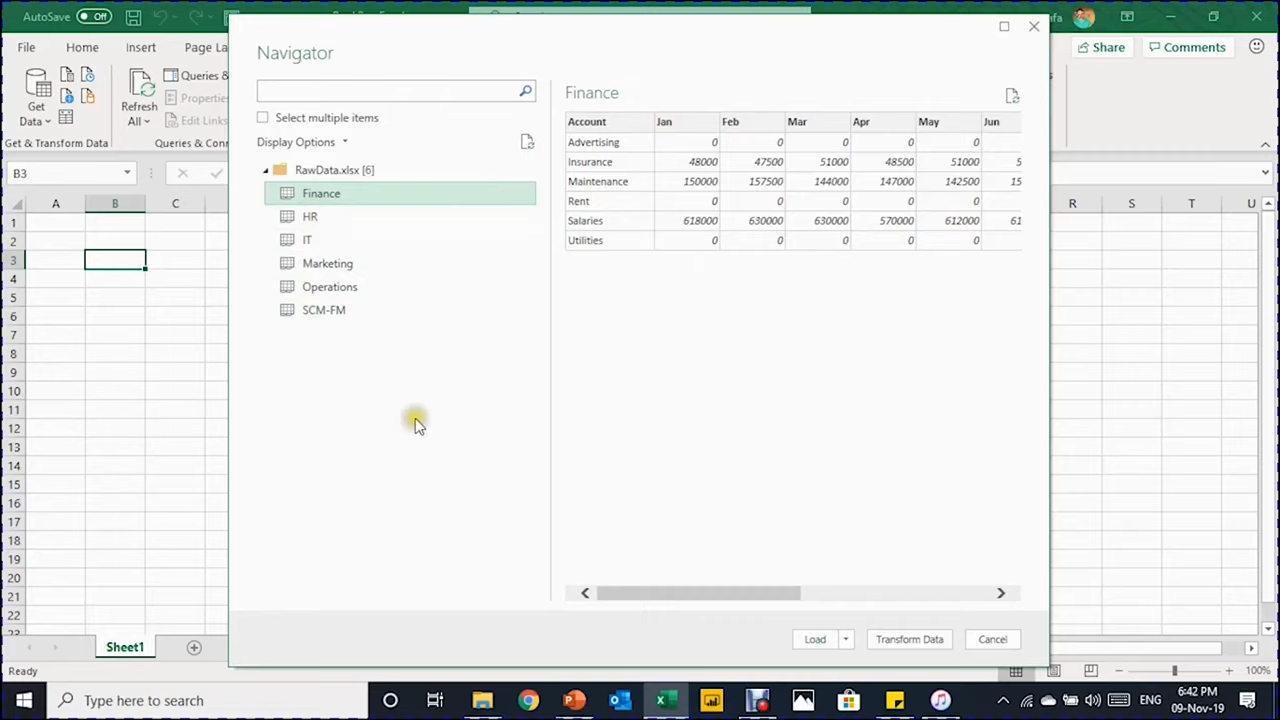 AutoSave Off
afa
File Home Insert Page La
Share Comments
Get
Data
Refresh
All
Queries &
Properties
Edit Links
Get & Transform Data
Queries & Conn
B3
A B C
R S T U
1
2
3
4
5
6
7
8
9
10
11
12
13
14
15
16
17
18
19
20
21
22
23
Navigator
Select multiple items
Display Options
RawData.xlsx [6]
Finance
HR
IT
Marketing
Operations
SCM-FM
Finance
Account Jan Feb Mar Apr May Jun
Advertising 0 0 0 0 0
Insurance 48000 47500 51000 48500 51000 5
Maintenance 150000 157500 144000 147000 142500 15
Rent 0 0 0 0 0
Salaries 618000 630000 630000 570000 612000 61
Utilities 0 0 0 0 0
Load Transform Data Cancel
Sheet1
Ready
100%
Type here to search
ENG
6:42 PM
09-Nov-19